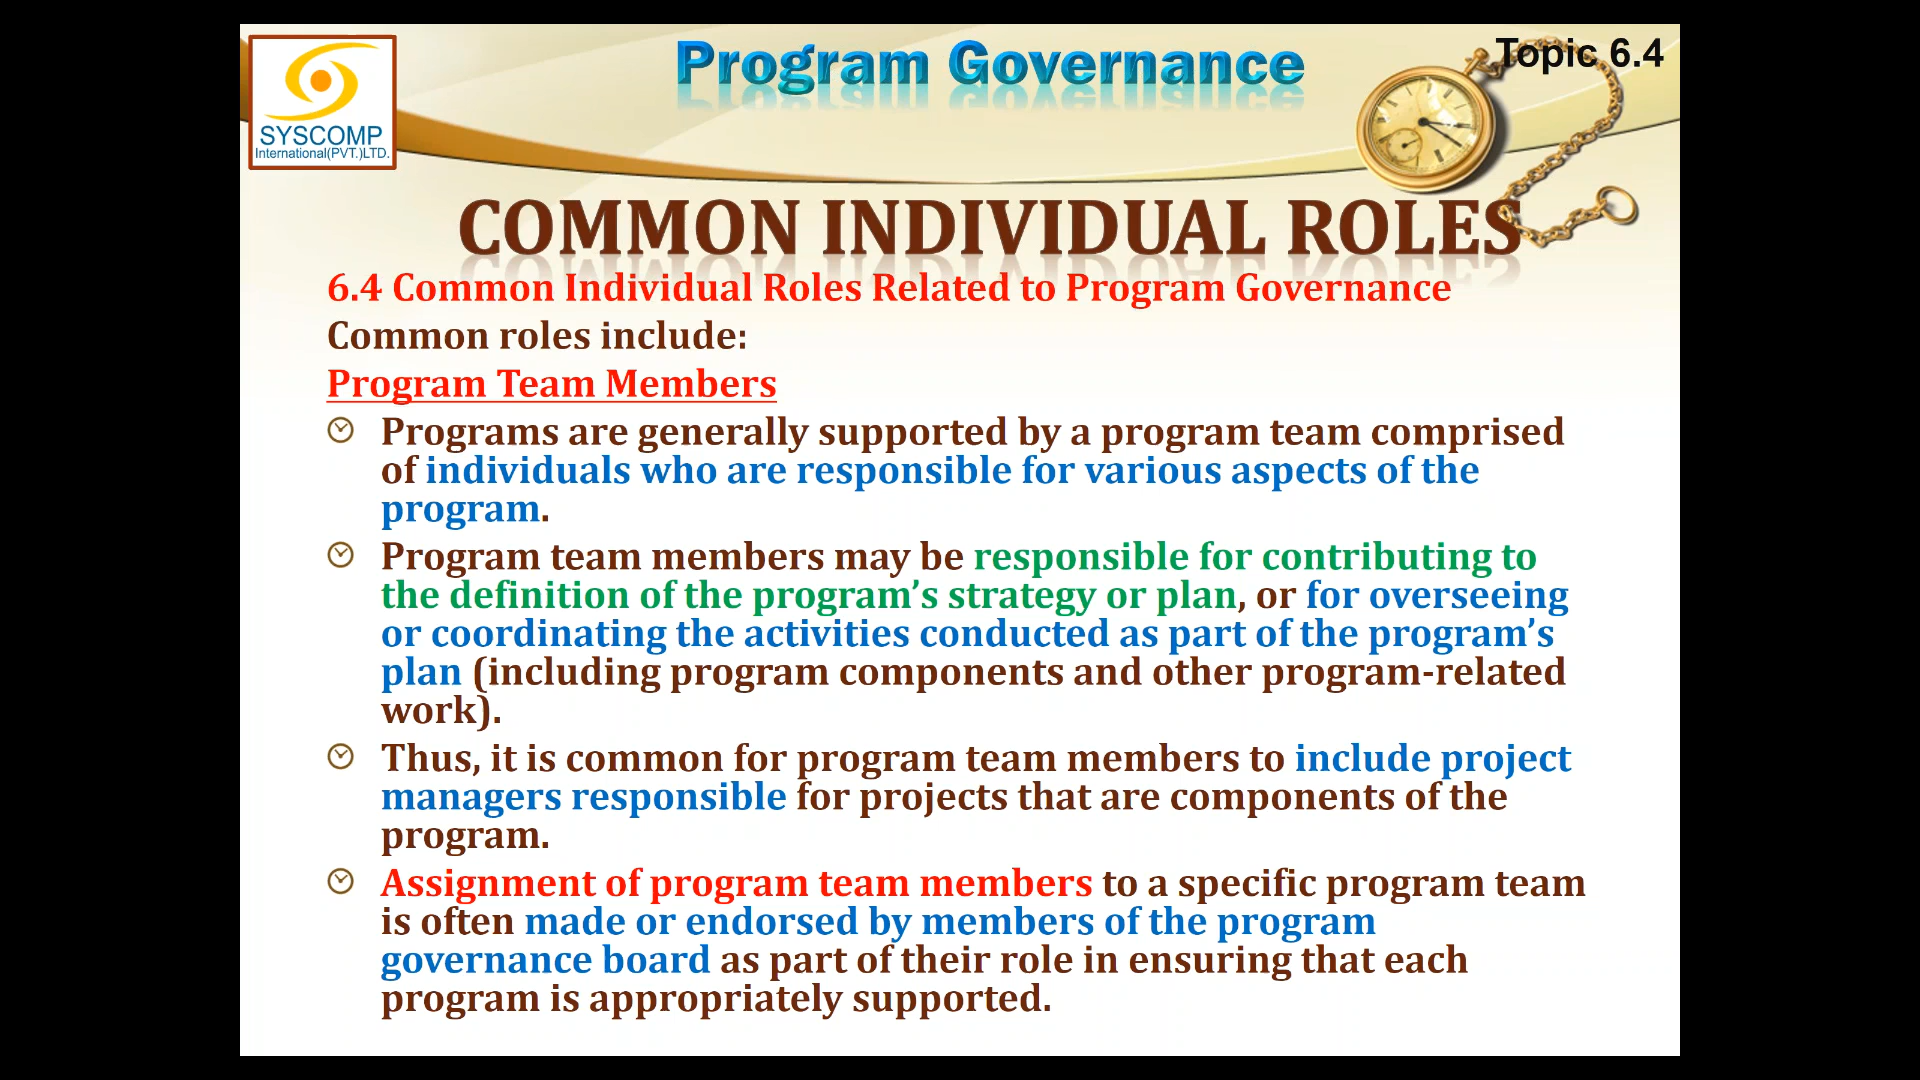 Program Governance
Topic 6.4
SYSCOMP
International(PVT.)LTD.
COMMON INDIVIDUAL ROLES
6.4 Common Individual Roles Related to Program Governance
Common roles include:
Program Team Members
Programs are generally supported by a program team comprised
of individuals who are responsible for various aspects of the
program.
Program team members may be responsible for contributing to
the definition of the program’s strategy or plan, or for overseeing
or coordinating the activities conducted as part of the program’s
plan (including program components and other program-related
work).
Thus, it is common for program team members to include project
managers responsible for projects that are components of the
program.
Assignment of program team members to a specific program team
is often made or endorsed by members of the program
governance board as part of their role in ensuring that each
program is appropriately supported.